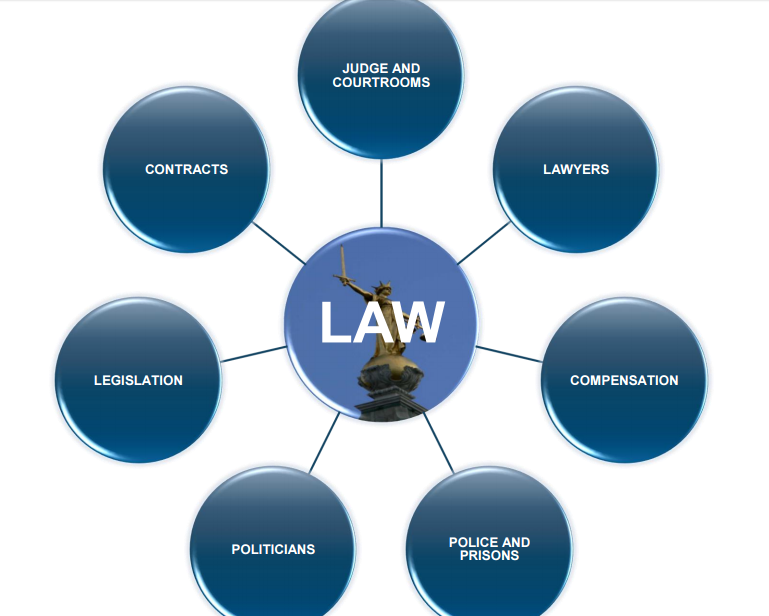 JUDGE AND
COURTROOMS
CONTRACTS
LAWYERS
LAW
LEGISLATION
COMPENSATION
POLITICIANS
POLICE AND
PRISONS